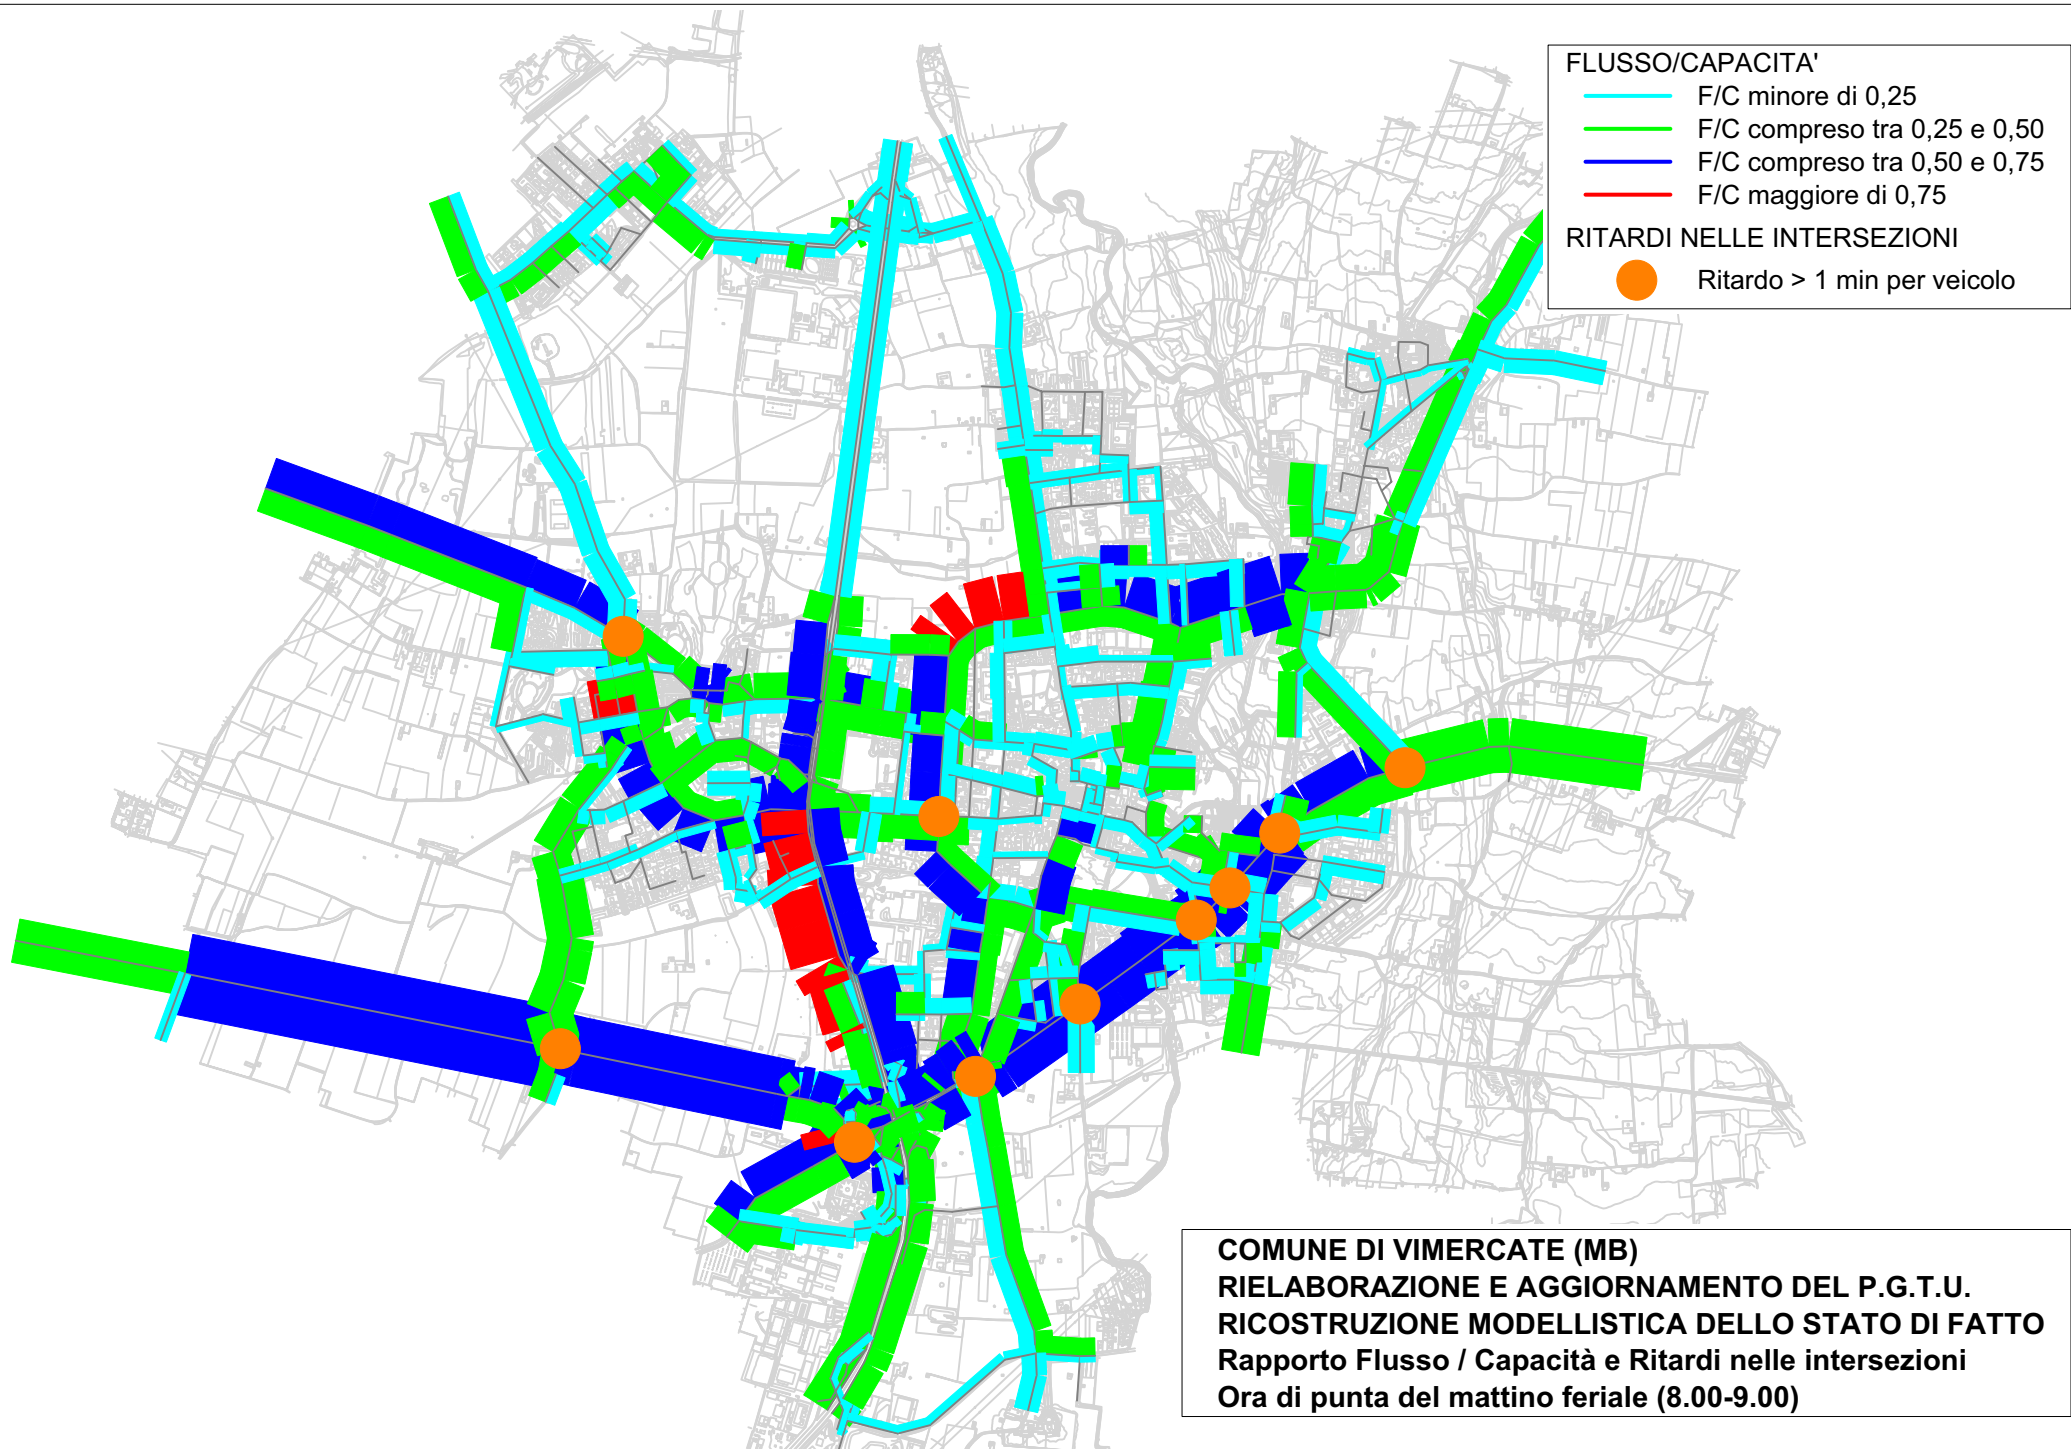 FLUSSO/CAPACITA'
F/C minore di 0,25
F/C compreso tra 0,25 e 0,50
F/C compreso tra 0,50 e 0,75
F/C maggiore di 0,75
RITARDI NELLE INTERSEZIONI
Ritardo > 1 min per veicolo
COMUNE DI VIMERCATE (MB)
RIELABORAZIONE E AGGIORNAMENTO DEL P.G.T.U.
RICOSTRUZIONE MODELLISTICA DELLO STATO DI FATTO
Rapporto Flusso / Capacità e Ritardi nelle intersezioni
Ora di punta del mattino feriale (8.00-9.00)